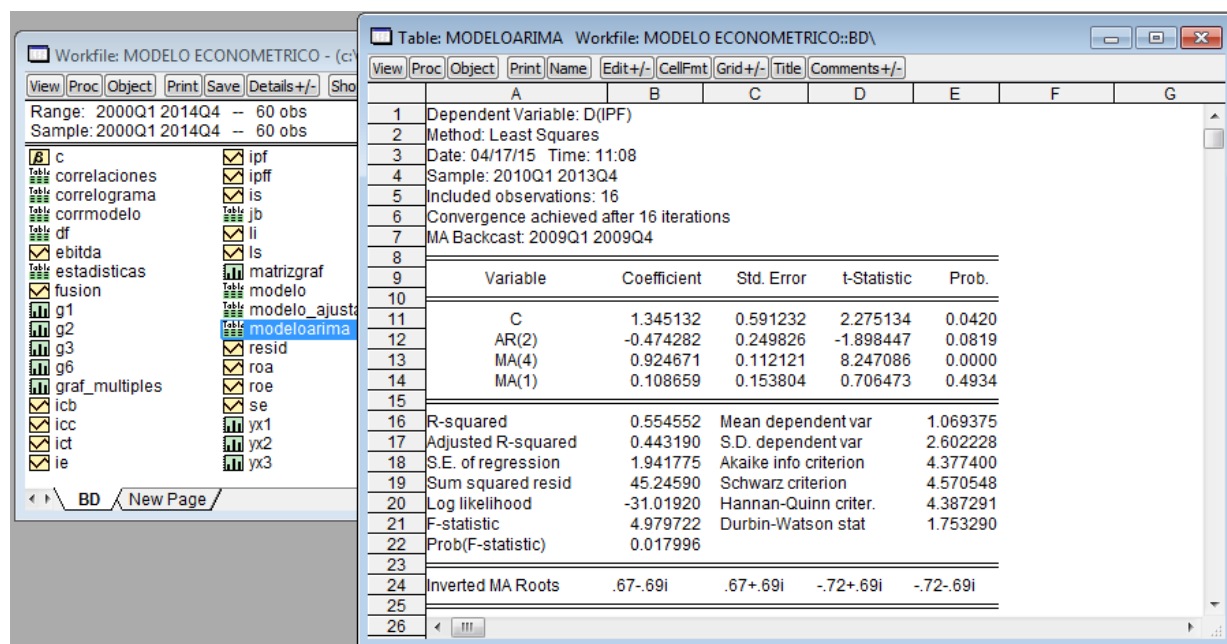 Workfile: MODELO ECONOMETRICO - (c:\
View Proc Object Print Save Details+/- Sho
Range: 2000Q1 2014Q4 -- 60 obs
Sample: 2000Q1 2014Q4 -- 60 obs
c
correlaciones
correlograma
corrmodelo
df
ebitda
estadisticas
fusion
g1
g2
g3
g6
graf_multiples
icb
icc
ict
ie
ipf
ipff
is
jb
li
ls
matrizgraf
modelo
modelo_ajusta
modeloarima
resid
roa
roe
se
yx1
yx2
yx3
BD New Page
Table: MODELOARIMA Workfile: MODELO ECONOMETRICO::BD\
View Proc Object Print Name Edit+/- CellFmt Grid+/- Title Comments+/-
A B C D E F G
1 Dependent Variable: D(IPF)
2 Method: Least Squares
3 Date: 04/17/15 Time: 11:08
4 Sample: 2010Q1 2013Q4
5 Included observations: 16
6 Convergence achieved after 16 iterations
7 MA Backcast: 2009Q1 2009Q4
8
9 Variable Coefficient Std. Error t-Statistic Prob.
10
11 C 1.345132 0.591232 2.275134 0.0420
12 AR(2) -0.474282 0.249826 -1.898447 0.0819
13 MA(4) 0.924671 0.112121 8.247086 0.0000
14 MA(1) 0.108659 0.153804 0.706473 0.4934
15
16 R-squared 0.554552 Mean dependent var 1.069375
17 Adjusted R-squared 0.443190 S.D. dependent var 2.602228
18 S.E. of regression 1.941775 Akaike info criterion 4.377400
19 Sum squared resid 45.24590 Schwarz criterion 4.570548
20 Log likelihood -31.01920 Hannan-Quinn criter. 4.387291
21 F-statistic 4.979722 Durbin-Watson stat 1.753290
22 Prob(F-statistic) 0.017996
23
24 Inverted MA Roots .67-.69i .67+.69i -.72+.69i -.72-.69i
25
26